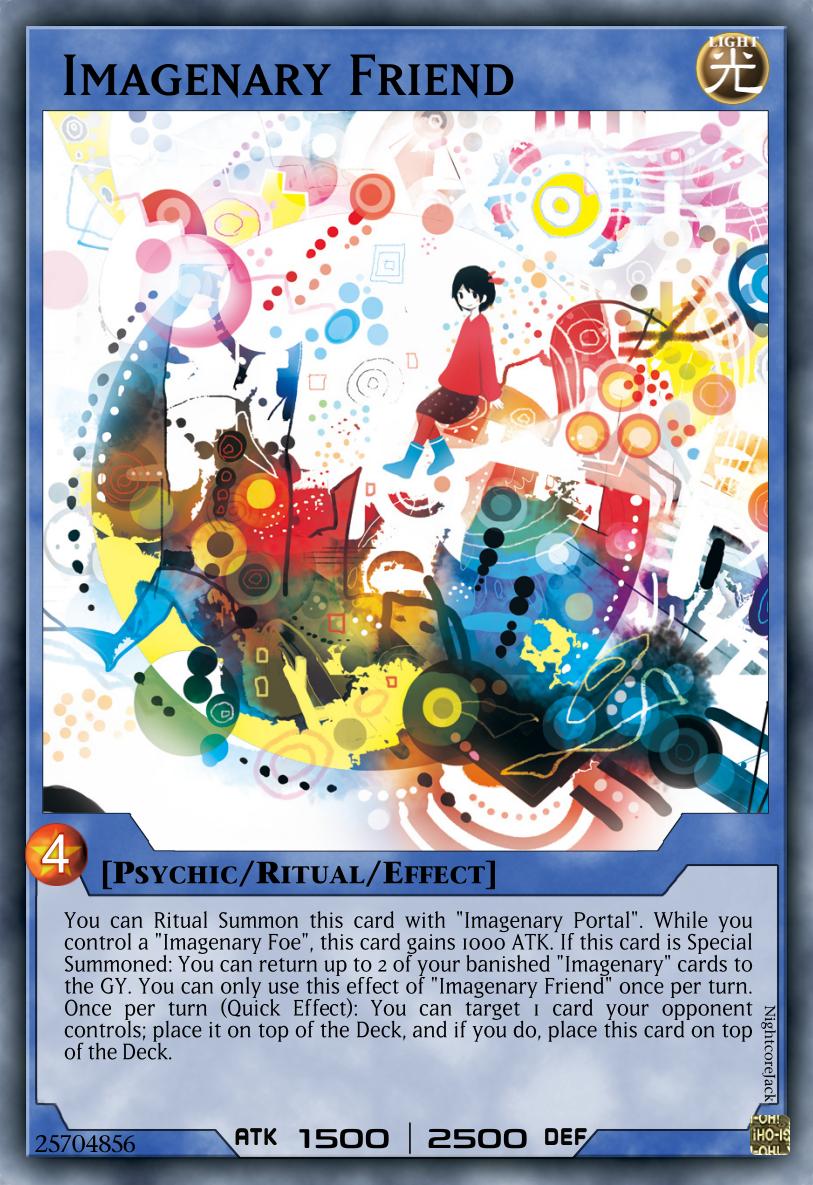 Imagenary Friend
LIGHT
光
4
[Psychic/Ritual/Effect]
You can Ritual Summon this card with "Imagenary Portal". While you
control a "Imagenary Foe", this card gains 1000 ATK. If this card is Special
Summoned: You can return up to 2 of your banished "Imagenary" cards to
the GY. You can only use this effect of "Imagenary Friend" once per turn.
Once per turn (Quick Effect): You can target 1 card your opponent
controls; place it on top of the Deck, and if you do, place this card on top
of the Deck.
NightcoreJack
25704856
ATK 1500 | 2500 DEF